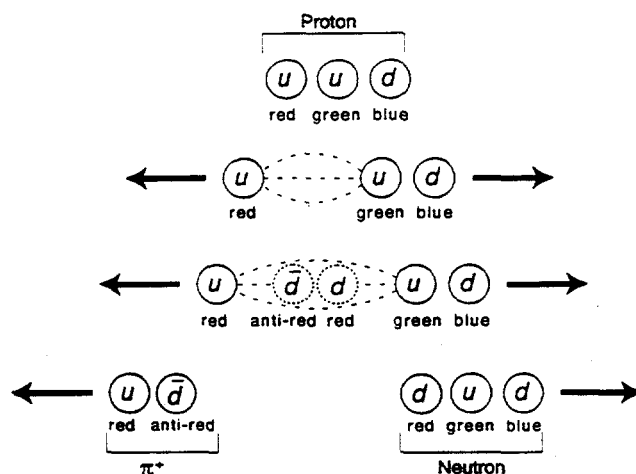 Proton
u u d
red green blue
u u d
red green blue
u d̄ d u d
red anti-red red green blue
u d̄ d u d
red anti-red red green blue
π+ Neutron